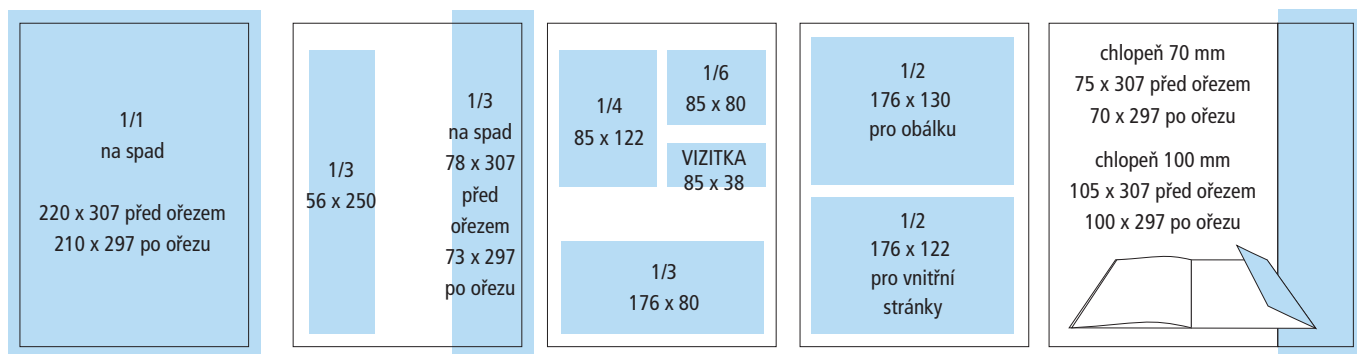 1/1
na spad
220 x 307 před ořezem
210 x 297 po ořezu
1/3
56 x 250
1/3
na spad
78 x 307
před
ořezem
73 x 297
po ořezu
1/4
85 x 122
1/6
85 x 80
VIZITKA
85 x 38
1/3
176 x 80
1/2
176 x 130
pro obálku
1/2
176 x 122
pro vnitřní
stránky
chlopeň 70 mm
75 x 307 před ořezem
70 x 297 po ořezu
chlopeň 100 mm
105 x 307 před ořezem
100 x 297 po ořezu